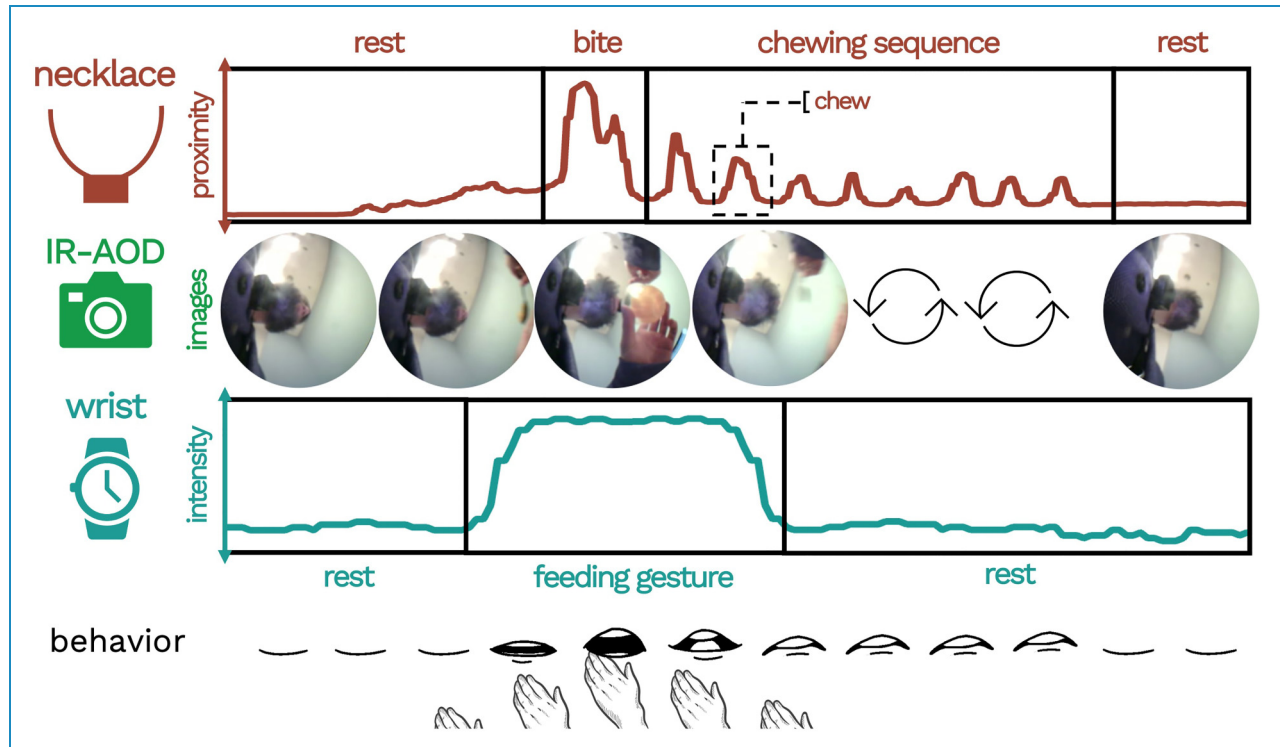 rest bite chewing sequence rest
necklace
proximity
chew
IR-AOD
images
wrist
intensity
rest feeding gesture rest
behavior